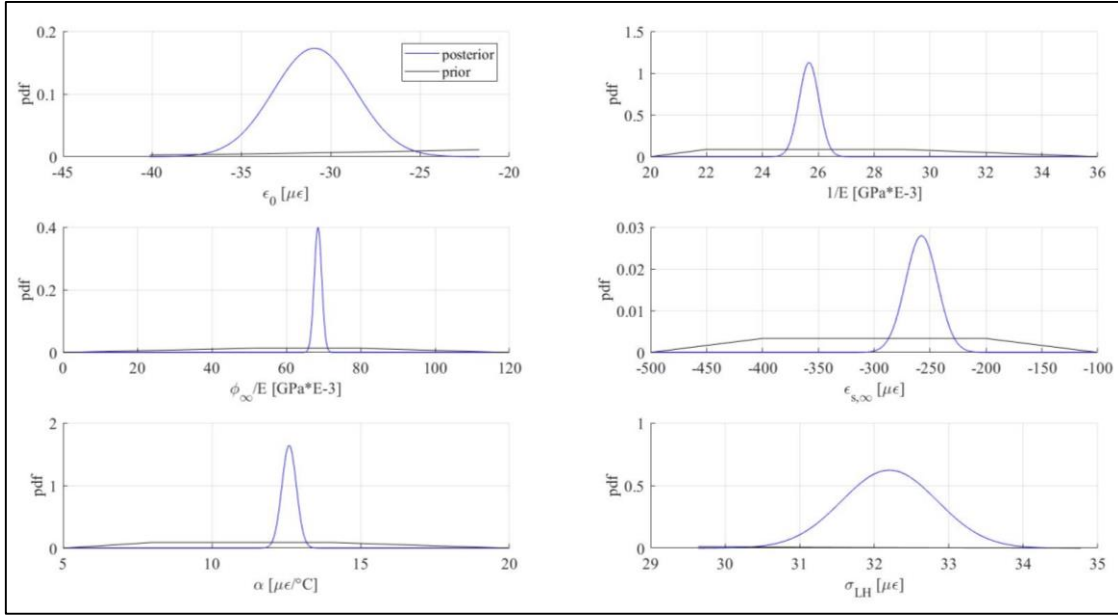 0.2
0.1
0
pdf
-45 -40 -35 -30 -25 -20
ϵ0 [µϵ]
posterior
prior
1.5
1
0.5
0
pdf
20 22 24 26 28 30 32 34 36
1/E [GPa*E-3]
0.4
0.2
0
pdf
0 20 40 60 80 100 120
ϕ∞/E [GPa*E-3]
0.03
0.02
0.01
0
pdf
-500 -450 -400 -350 -300 -250 -200 -150 -100
ϵs,∞ [µϵ]
2
1
0
pdf
5 10 15 20
α [µϵ/°C]
1
0.5
0
pdf
29 30 31 32 33 34 35
σLH [µϵ]